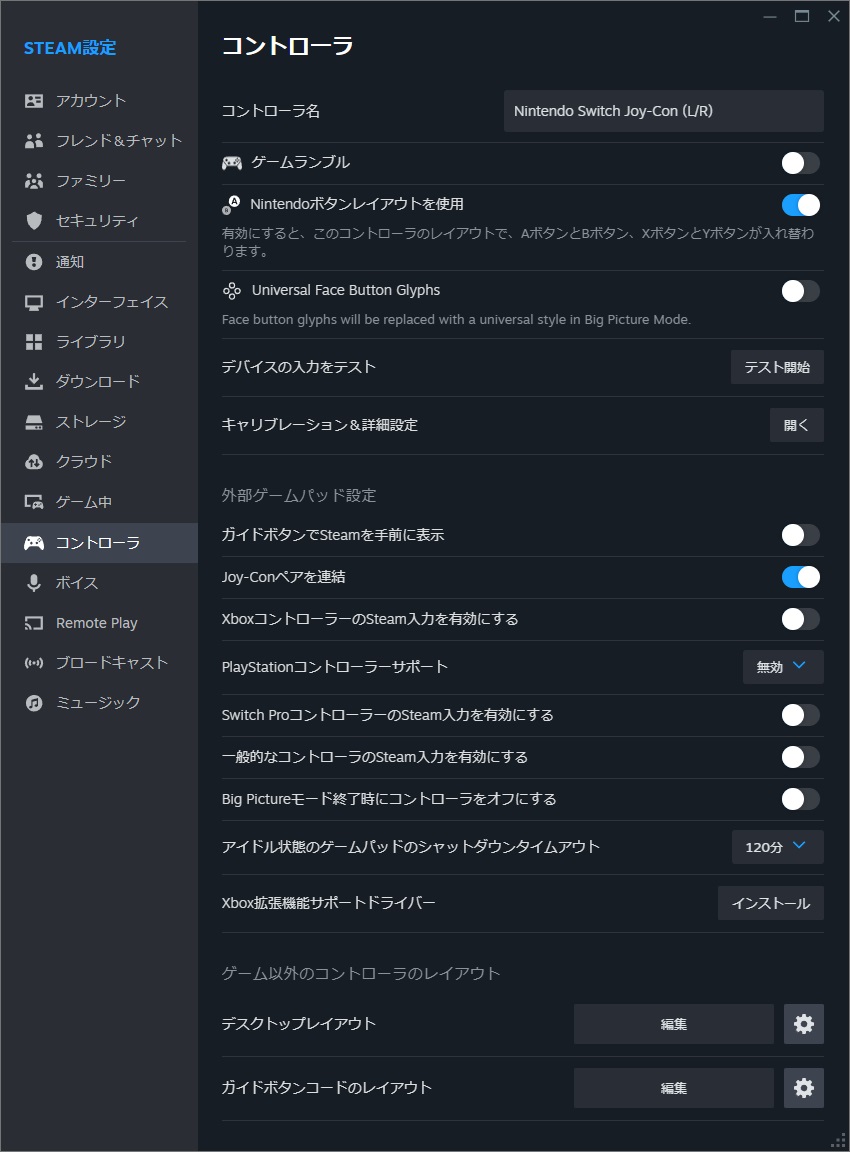 STEAM設定
アカウント
フレンド&チャット
ファミリー
セキュリティ
通知
インターフェイス
ライブラリ
ダウンロード
ストレージ
クラウド
ゲーム中
コントローラ
ボイス
Remote Play
ブロードキャスト
ミュージック
コントローラ
コントローラ名
Nintendo Switch Joy-Con (L/R)
ゲームランブル
Nintendoボタンレイアウトを使用
有効にすると、このコントローラのレイアウトで、AボタンとBボタン、XボタンとYボタンが入れ替わ
ります。
Universal Face Button Glyphs
Face button glyphs will be replaced with a universal style in Big Picture Mode.
デバイスの入力をテスト
テスト開始
キャリブレーション&詳細設定
開く
外部ゲームパッド設定
ガイドボタンでSteamを手前に表示
Joy-Conペアを連結
XboxコントローラーのSteam入力を有効にする
PlayStationコントローラーサポート
無効
Switch ProコントローラーのSteam入力を有効にする
一般的なコントローラのSteam入力を有効にする
Big Pictureモード終了時にコントローラをオフにする
アイドル状態のゲームパッドのシャットダウンタイムアウト
120分
Xbox拡張機能サポートドライバー
インストール
ゲーム以外のコントローラのレイアウト
デスクトップレイアウト
編集
ガイドボタンコードのレイアウト
編集